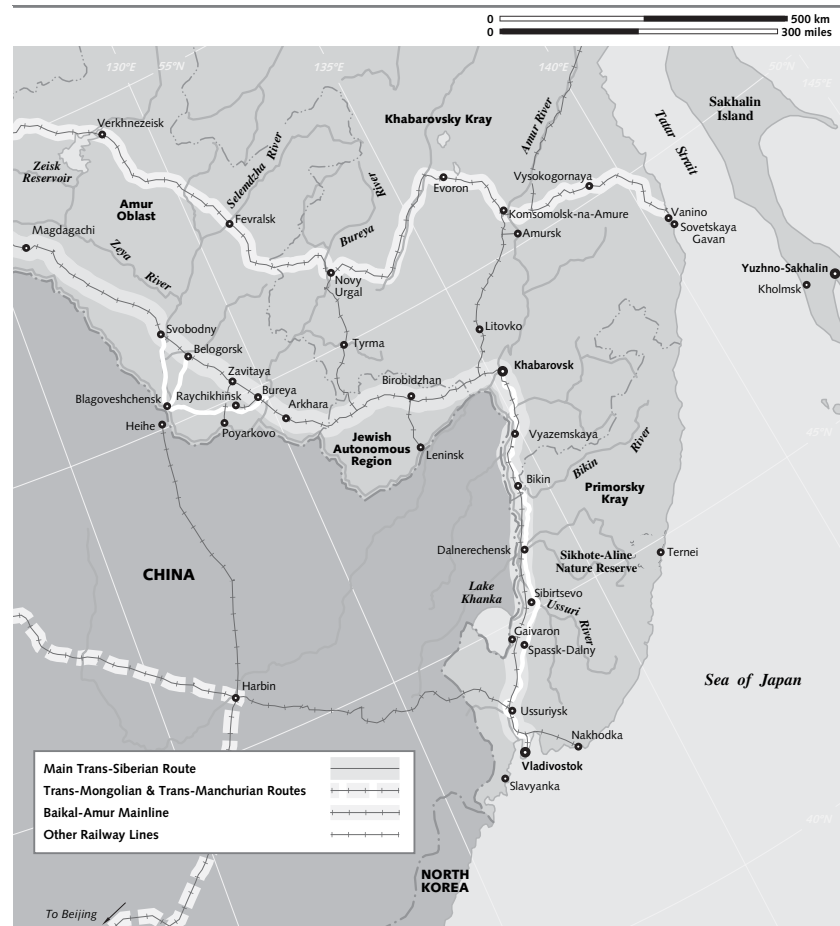 0 500 km
0 300 miles
130°E
55°N
135°E
140°E
50°N
145°E
Verkhnezeisk
Khabarovsky Kray
Sakhalin
Island
Amur River
Tatar
Strait
Zeisk
Reservoir
Selemdzha River
River
Bureya
Vysokogornaya
Evoron
Amur
Oblast
Fevralsk
Komsomolsk-na-Amure
Amursk
Vanino
Sovetskaya
Gavan
Magdagachi
Zeya
River
Novy
Urgal
Yuzhno-Sakhalin
Kholmsk
Svobodny
Belogorsk
Tyrma
Litovko
Zavitaya
Birobidzhan
Khabarovsk
Blagoveshchensk
Raychikhinsk
Bureya
Arkhara
Heihe
Poyarkovo
Jewish
Autonomous
Region
Leninsk
Vyazemskaya
45°N
Bikin
River
Bikin
Primorsky
Kray
Dalnerechensk
Sikhote-Aline
Nature Reserve
Ternei
CHINA
Lake
Khanka
Sibirtsevo
Ussuri
River
Gaivaron
Spassk-Dalny
Sea of Japan
Harbin
Ussuriysk
Nakhodka
Vladivostok
Slavyanka
Main Trans-Siberian Route
Trans-Mongolian & Trans-Manchurian Routes
Baikal-Amur Mainline
Other Railway Lines
40°N
NORTH
KOREA
To Beijing